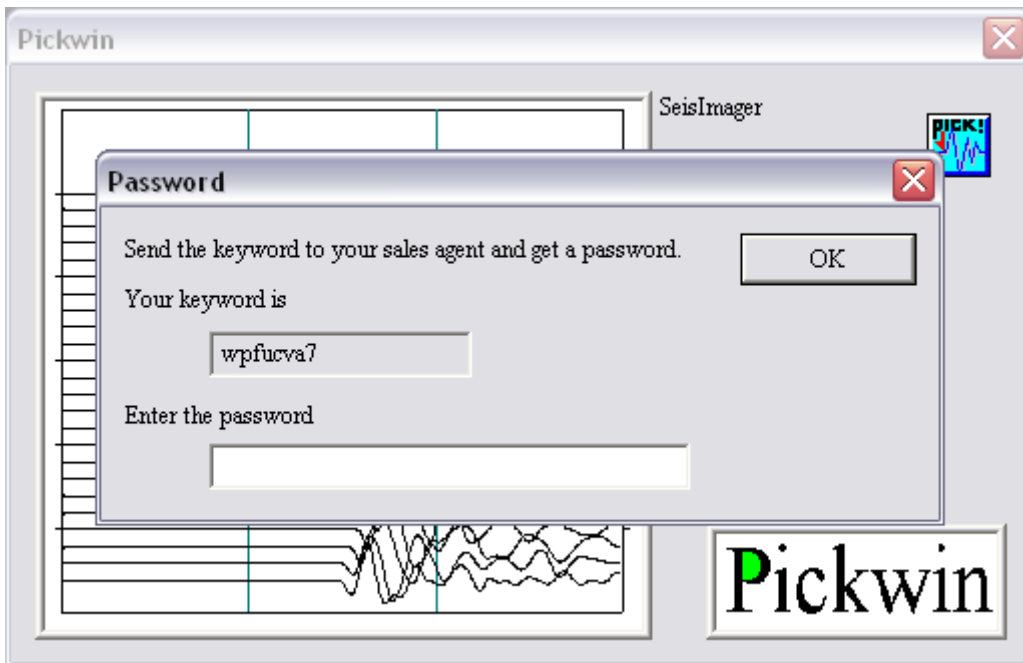 Pickwin
SeisImager
PICK!
Password
Send the keyword to your sales agent and get a password.
OK
Your keyword is
wpfucva7
Enter the password
Pickwin